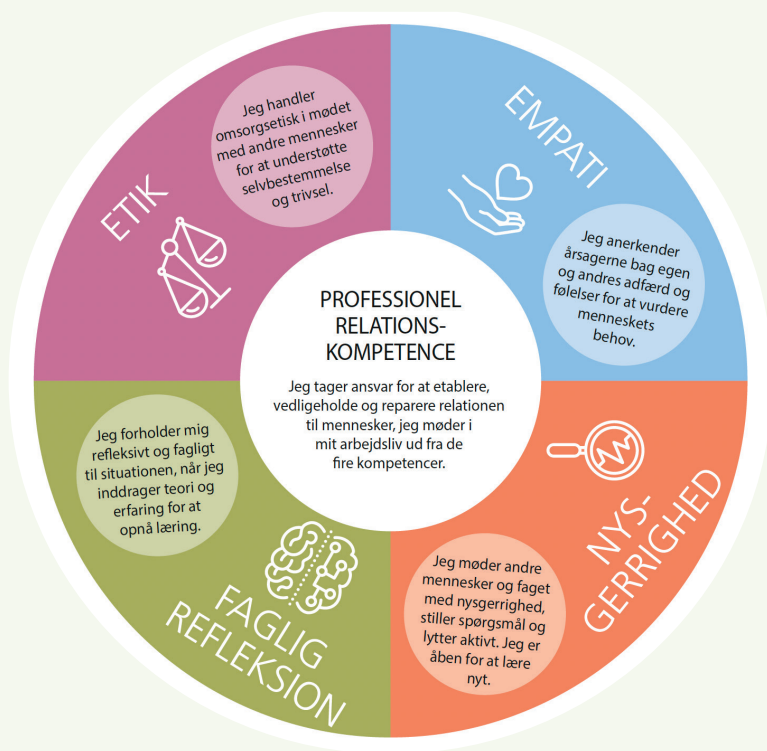 ETIK
Jeg handler
omsorgsetisk i mødet
med andre mennesker
for at understøtte
selvbestemmelse
og trivsel.
EMPATI
Jeg anerkender
årsagerne bag egen
og andres adfærd og
følelser for at vurdere
menneskets
behov.
PROFESSIONEL
RELATIONS-
KOMPETENCE
Jeg tager ansvar for at etablere,
vedligeholde og reparere relationen
til mennesker, jeg møder i
mit arbejdsliv ud fra de
fire kompetencer.
Jeg forholder mig
refleksivt og fagligt
til situationen, når jeg
inddrager teori og
erfaring for at
opnå læring.
FAGLIG
REFLEKSION
NYS-
GERRIGHED
Jeg møder andre
mennesker og faget
med nysgerrighed,
stiller spørgsmål og
lytter aktivt. Jeg er
åben for at lære
nyt.